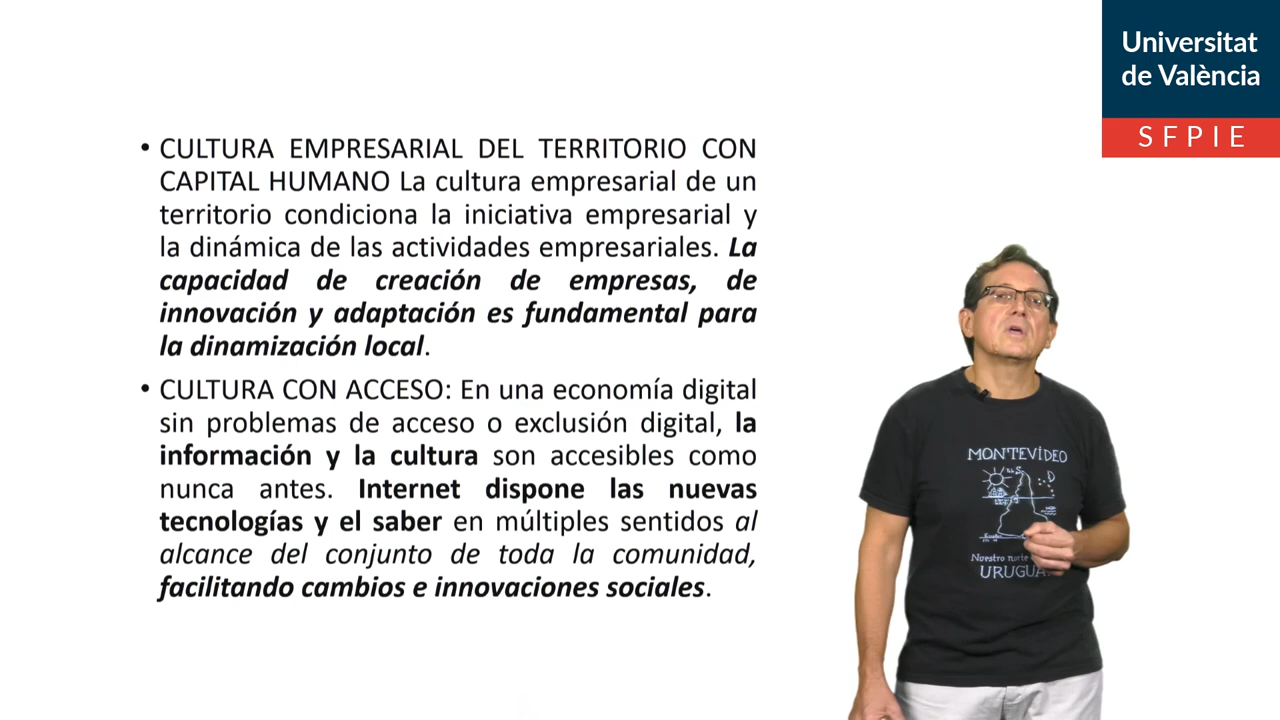 Universitat
de València
SFPIE
• CULTURA EMPRESARIAL DEL TERRITORIO CON
CAPITAL HUMANO La cultura empresarial de un
territorio condiciona la iniciativa empresarial y
la dinámica de las actividades empresariales. La
capacidad de creación de empresas, de
innovación y adaptación es fundamental para
la dinamización local.
• CULTURA CON ACCESO: En una economía digital
sin problemas de acceso o exclusión digital, la
información y la cultura son accesibles como
nunca antes. Internet dispone las nuevas
tecnologías y el saber en múltiples sentidos al
alcance del conjunto de toda la comunidad,
facilitando cambios e innovaciones sociales.
MONTEVIDEO
Nuestro norte